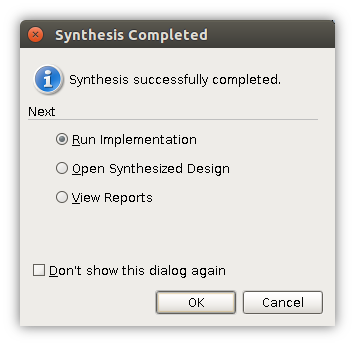 Synthesis Completed
Synthesis successfully completed.
Next
Run Implementation
Open Synthesized Design
View Reports
Don't show this dialog again
OK
Cancel